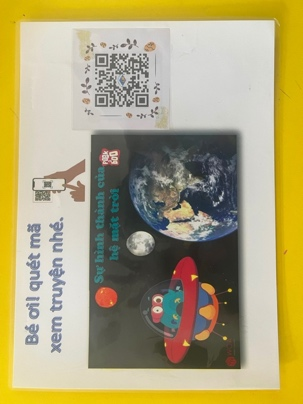 Bé ơi! quét mã
xem truyện nhé.
Sự hình thành của
hệ mặt trời